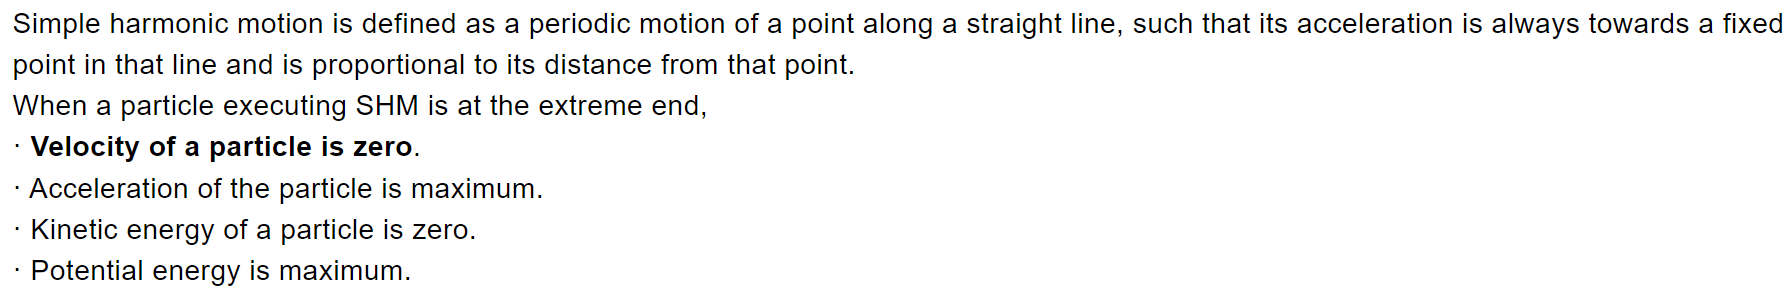 Simple harmonic motion is defined as a periodic motion of a point along a straight line, such that its acceleration is always towards a fixed
point in that line and is proportional to its distance from that point.
When a particle executing SHM is at the extreme end,
· Velocity of a particle is zero.
· Acceleration of the particle is maximum.
· Kinetic energy of a particle is zero.
· Potential energy is maximum.